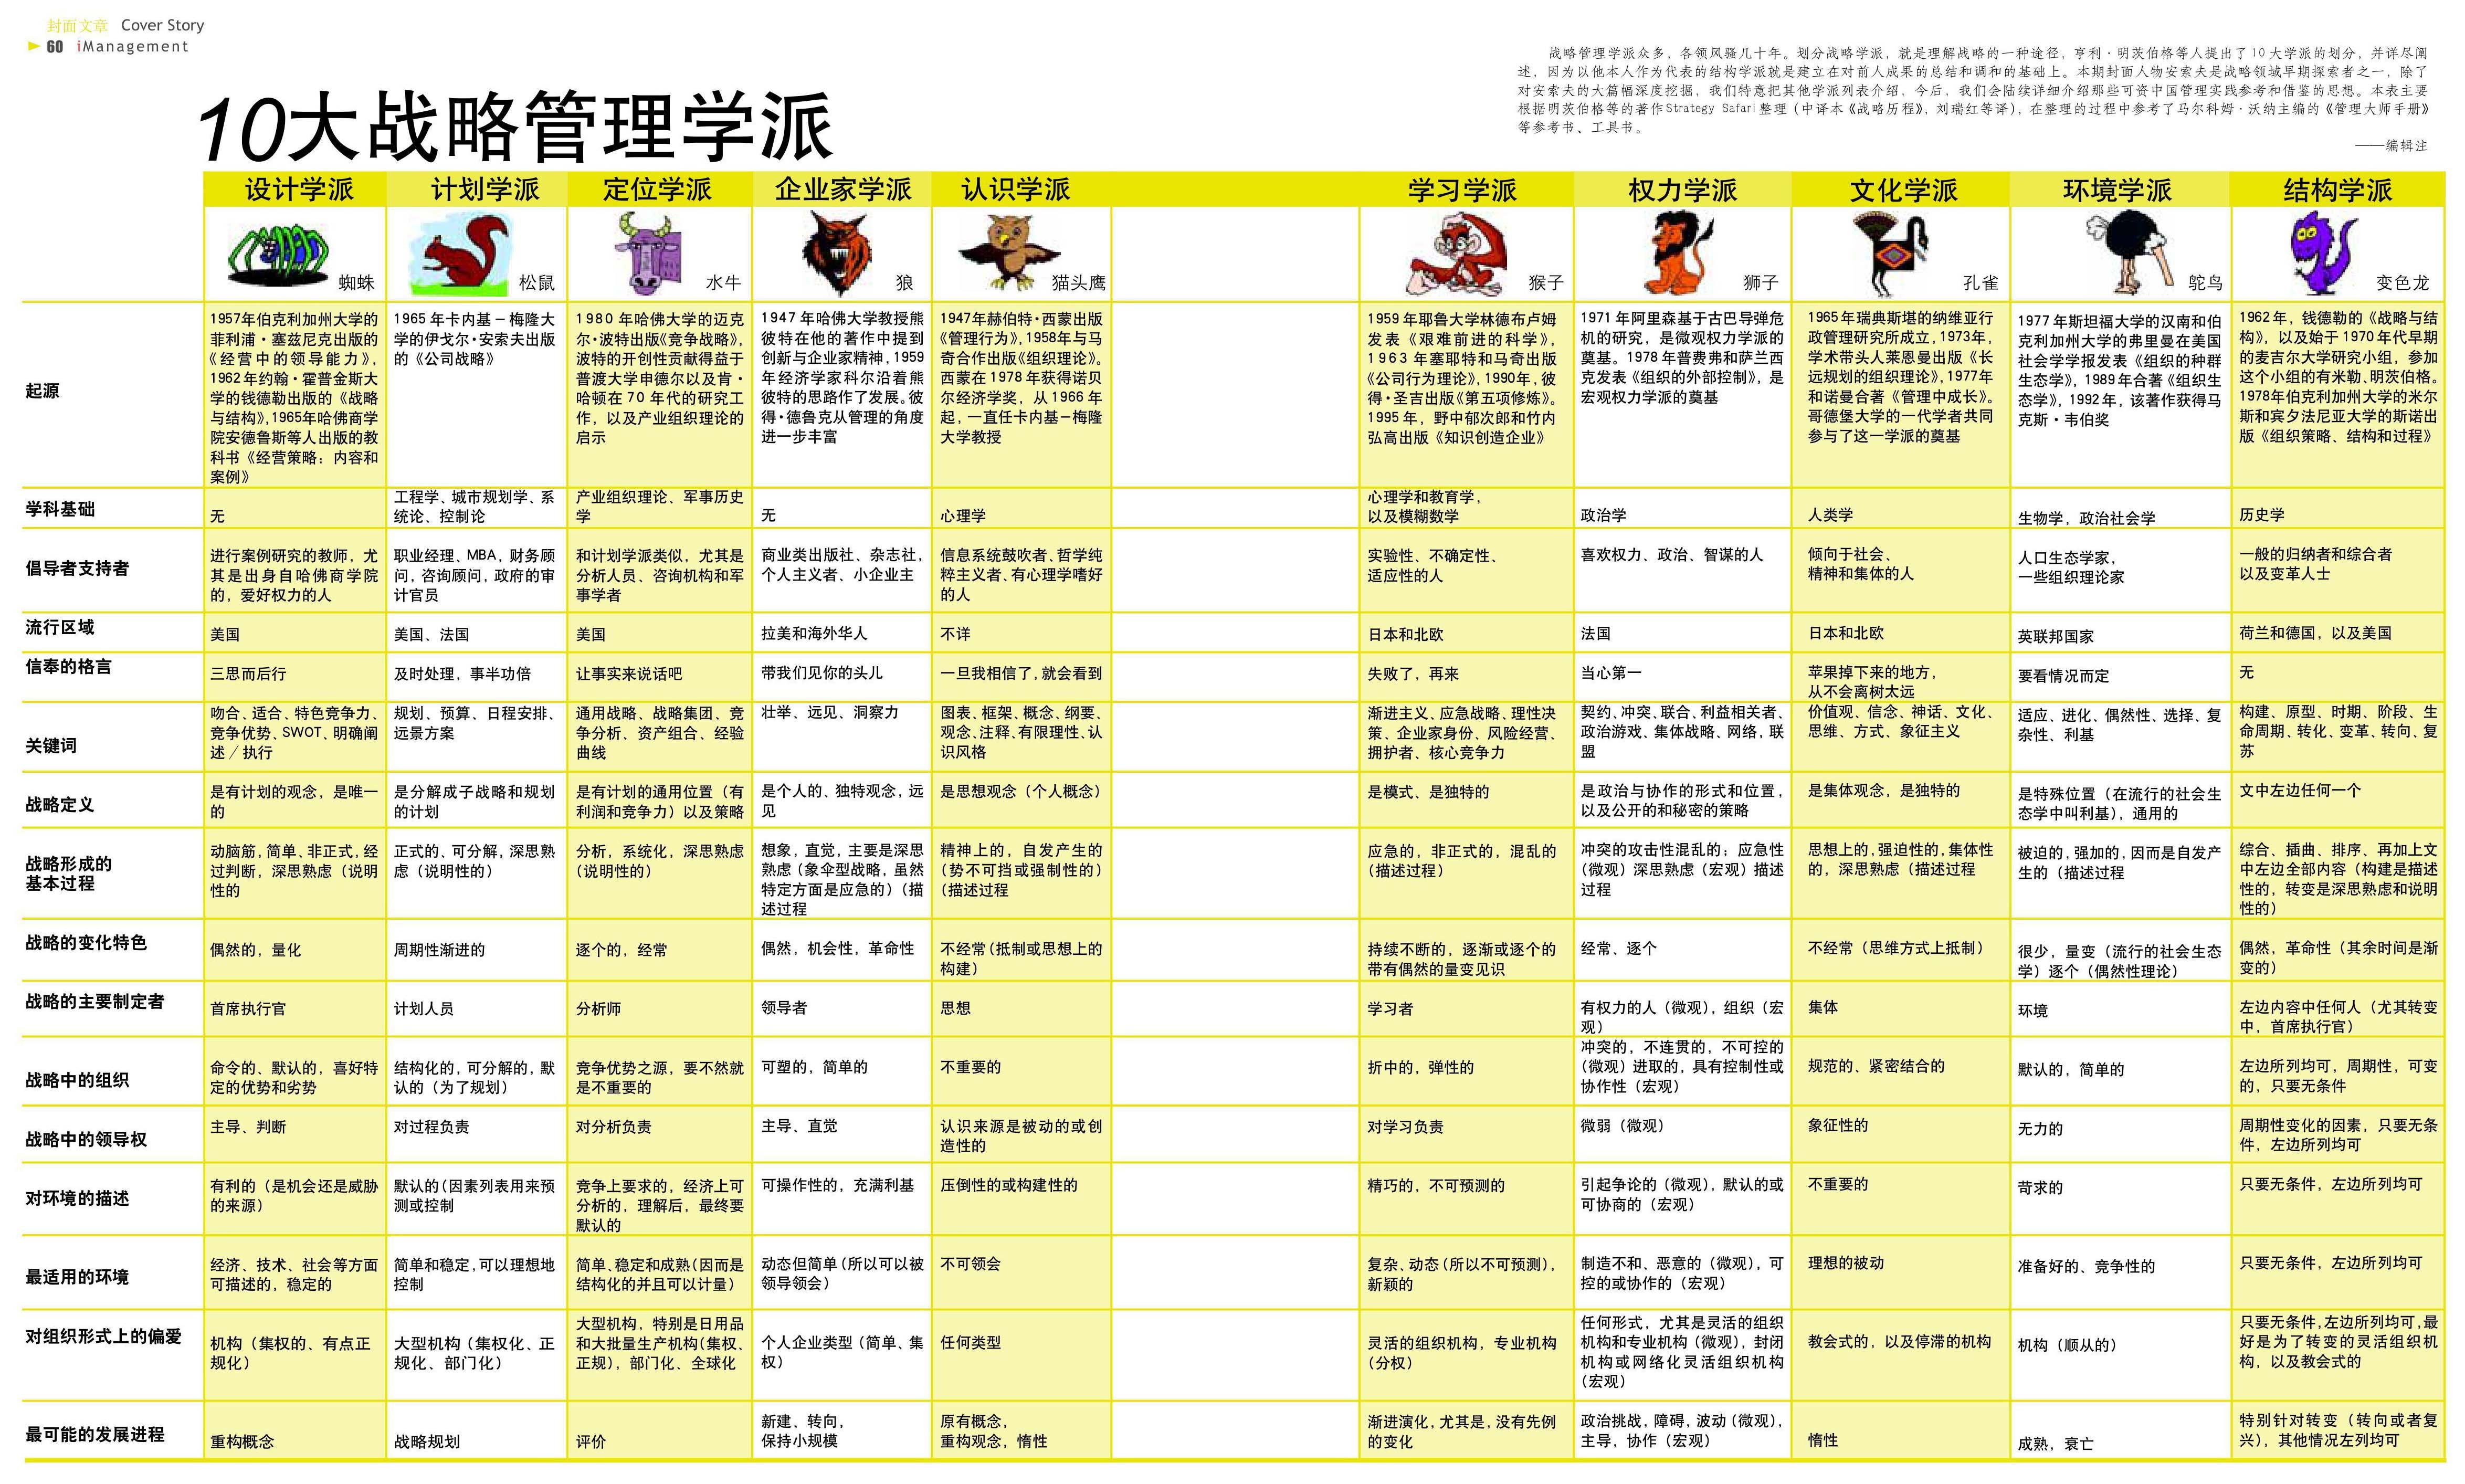 封面文章 Cover Story
60 iManagement
战略管理学派众多，各领风骚几十年。划分战略学派，就是理解战略的一种途径，亨利·明茨伯格等人提出了10大学派的划分，并详尽阐
述，因为以他本人作为代表的结构学派就是建立在对前人成果的总结和调和的基础上。本期封面人物安索夫是战略领域早期探索者之一，除了
对安索夫的大篇幅深度挖掘，我们特意把其他学派列表介绍，今后，我们会陆续详细介绍那些可资中国管理实践参考和借鉴的思想。本表主要
根据明茨伯格等的著作Strategy Safari整理（中译本《战略历程》，刘瑞红等译），在整理的过程中参考了马尔科姆·沃纳主编的《管理大师手册》
等参考书、工具书。
——编辑注
10大战略管理学派
设计学派 计划学派 定位学派 企业家学派 认识学派 学习学派 权力学派 文化学派 环境学派 结构学派
蜘蛛 松鼠 水牛 狼 猫头鹰 猴子 狮子 孔雀 鸵鸟 变色龙
起源
1957年伯克利加州大学的
菲利浦·塞兹尼克出版的
《经营中的领导能力》，
1962年约翰·霍普金斯大
学的钱德勒出版的《战略
与结构》，1965年哈佛商学
院安德鲁斯等人出版的教
科书《经营策略：内容和
案例》
1965年卡内基－梅隆大
学的伊戈尔·安索夫出版
的《公司战略》
1980年哈佛大学的迈克
尔·波特出版《竞争战略》，
波特的开创性贡献得益于
普渡大学申德尔以及肯·
哈顿在70年代的研究工
作，以及产业组织理论的
启示
1947年哈佛大学教授熊
彼特在他的著作中提到
创新与企业家精神，1959
年经济学家科尔沿着熊
彼特的思路作了发展。彼
得·德鲁克从管理的角度
进一步丰富
1947年赫伯特·西蒙出版
《管理行为》，1958年与马
奇合作出版《组织理论》。
西蒙在1978年获得诺贝
尔经济学奖，从1966年
起，一直任卡内基－梅隆
大学教授
1959年耶鲁大学林德布卢姆
发表《艰难前进的科学》，
1963年塞耶特和马奇出版
《公司行为理论》，1990年，彼
得·圣吉出版《第五项修炼》。
1995年，野中郁次郎和竹内
弘高出版《知识创造企业》
1971年阿里森基于古巴导弹危
机的研究，是微观权力学派的
奠基。1978年普费弗和萨兰西
克发表《组织的外部控制》，是
宏观权力学派的奠基
1965年瑞典斯堪的纳维亚行
政管理研究所成立，1973年，
学术带头人莱恩曼出版《长
远规划的组织理论》，1977年
和诺曼合著《管理中成长》。
哥德堡大学的一代学者共同
参与了这一学派的奠基
1977年斯坦福大学的汉南和伯
克利加州大学的弗里曼在美国
社会学学报发表《组织的种群
生态学》，1989年合著《组织生
态学》，1992年，该著作获得马
克斯·韦伯奖
1962年，钱德勒的《战略与结
构》，以及始于1970年代早期
的麦吉尔大学研究小组，参加
这个小组的有米勒、明茨伯格。
1978年伯克利加州大学的米尔
斯和宾夕法尼亚大学的斯诺出
版《组织策略、结构和过程》
学科基础
无
工程学、城市规划学、系
统论、控制论
产业组织理论、军事历史
学
无
心理学
心理学和教育学，
以及模糊数学
政治学
人类学
生物学，政治社会学
历史学
倡导者支持者
进行案例研究的教师，尤
其是出身自哈佛商学院
的，爱好权力的人
职业经理、MBA，财务顾
问，咨询顾问，政府的审
计官员
和计划学派类似，尤其是
分析人员、咨询机构和军
事学者
商业类出版社、杂志社，
个人主义者、小企业主
信息系统鼓吹者、哲学纯
粹主义者、有心理学嗜好
的人
实验性、不确定性、
适应性的人
喜欢权力、政治、智谋的人
倾向于社会、
精神和集体的人
人口生态学家，
一些组织理论家
一般的归纳者和综合者
以及变革人士
流行区域
美国
美国、法国
美国
拉美和海外华人
不详
日本和北欧
法国
日本和北欧
英联邦国家
荷兰和德国，以及美国
信奉的格言
三思而后行
及时处理，事半功倍
让事实来说话吧
带我们见你的头儿
一旦我相信了，就会看到
失败了，再来
当心第一
苹果掉下来的地方，
从不会离树太远
要看情况而定
无
关键词
吻合、适合、特色竞争力、
竞争优势、SWOT、明确阐
述／执行
规划、预算、日程安排、
远景方案
通用战略、战略集团、竞
争分析、资产组合、经验
曲线
壮举、远见、洞察力
图表、框架、概念、纲要、
观念、注释、有限理性、认
识风格
渐进主义、应急战略、理性决
策、企业家身份、风险经营、
拥护者、核心竞争力
契约、冲突、联合、利益相关者、
政治游戏、集体战略、网络，联
盟
价值观、信念、神话、文化、
思维、方式、象征主义
适应、进化、偶然性、选择、复
杂性、利基
构建、原型、时期、阶段、生
命周期、转化、变革、转向、复
苏
战略定义
是有计划的观念，是唯一
的
是分解成子战略和规划
的计划
是有计划的通用位置（有
利润和竞争力）以及策略
是个人的、独特观念，远
见
是思想观念（个人概念）
是模式、是独特的
是政治与协作的形式和位置，
以及公开的和秘密的策略
是集体观念，是独特的
是特殊位置（在流行的社会生
态学中叫利基），通用的
文中左边任何一个
战略形成的
基本过程
动脑筋，简单、非正式，经
过判断，深思熟虑（说明
性的
正式的、可分解，深思熟
虑（说明性的）
分析，系统化，深思熟虑
（说明性的）
想象，直觉，主要是深思
熟虑（象伞型战略，虽然
特定方面是应急的）（描
述过程
精神上的，自发产生的
（势不可挡或强制性的）
（描述过程
应急的，非正式的，混乱的
（描述过程）
冲突的攻击性混乱的；应急性
（微观）深思熟虑（宏观）描述
过程
思想上的，强迫性的，集体性
的，深思熟虑（描述过程
被迫的，强加的，因而是自发产
生的（描述过程
综合、插曲、排序、再加上文
中左边全部内容（构建是描述
性的，转变是深思熟虑和说明
性的）
战略的变化特色
偶然的，量化
周期性渐进的
逐个的，经常
偶然，机会性，革命性
不经常（抵制或思想上的
构建）
持续不断的，逐渐或逐个的
带有偶然的量变见识
经常、逐个
不经常（思维方式上抵制）
很少，量变（流行的社会生态
学）逐个（偶然性理论）
偶然，革命性（其余时间是渐
变的）
战略的主要制定者
首席执行官
计划人员
分析师
领导者
思想
学习者
有权力的人（微观），组织（宏
观）
集体
环境
左边内容中任何人（尤其转变
中，首席执行官）
战略中的组织
命令的、默认的，喜好特
定的优势和劣势
结构化的，可分解的，默
认的（为了规划）
竞争优势之源，要不然就
是不重要的
可塑的，简单的
不重要的
折中的，弹性的
冲突的，不连贯的，不可控的
（微观）进取的，具有控制性或
协作性（宏观）
规范的、紧密结合的
默认的，简单的
左边所列均可，周期性，可变
的，只要无条件
战略中的领导权
主导、判断
对过程负责
对分析负责
主导、直觉
认识来源是被动的或创
造性的
对学习负责
微弱（微观）
象征性的
无力的
周期性变化的因素，只要无条
件，左边所列均可
对环境的描述
有利的（是机会还是威胁
的来源）
默认的（因素列表用来预
测或控制
竞争上要求的，经济上可
分析的，理解后，最终要
默认的
可操作性的，充满利基
压倒性的或构建性的
精巧的，不可预测的
引起争论的（微观），默认的或
可协商的（宏观）
不重要的
苛求的
只要无条件，左边所列均可
最适用的环境
经济、技术、社会等方面
可描述的，稳定的
简单和稳定，可以理想地
控制
简单、稳定和成熟（因而是
结构化的并且可以计量）
动态但简单（所以可以被
领导领会）
不可领会
复杂、动态（所以不可预测），
新颖的
制造不和、恶意的（微观），可
控的或协作的（宏观）
理想的被动
准备好的、竞争性的
只要无条件，左边所列均可
对组织形式上的偏爱
机构（集权的、有点正
规化）
大型机构（集权化、正
规化、部门化）
大型机构，特别是日用品
和大批量生产机构（集权、
正规），部门化、全球化
个人企业类型（简单、集
权）
任何类型
灵活的组织机构，专业机构
（分权）
任何形式，尤其是灵活的组织
机构和专业机构（微观），封闭
机构或网络化灵活组织机构
（宏观）
教会式的，以及停滞的机构
机构（顺从的）
只要无条件，左边所列均可，最
好是为了转变的灵活组织机
构，以及教会式的
最可能的发展进程
重构概念
战略规划
评价
新建、转向，
保持小规模
原有概念，
重构观念，惰性
渐进演化，尤其是，没有先例
的变化
政治挑战，障碍，波动（微观），
主导，协作（宏观）
惰性
成熟，衰亡
特别针对转变（转向或者复
兴），其他情况左列均可